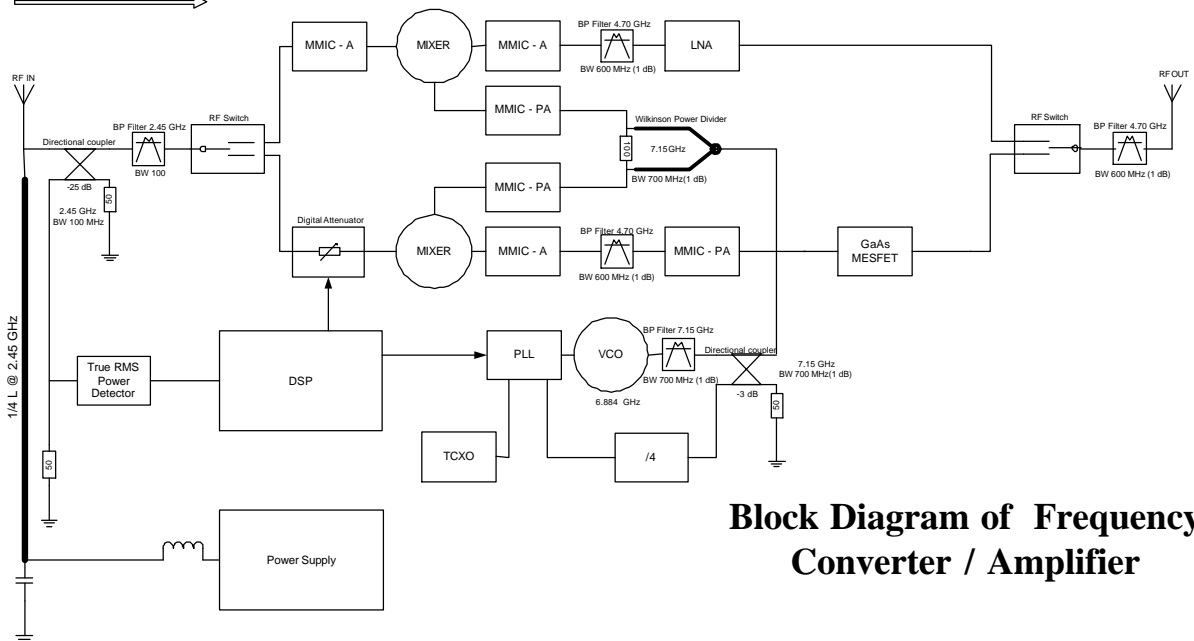 BP Filter 4.70 GHz
MMIC - A
MIXER
MMIC - A
LNA
BW 600 MHz (1 dB)
RF IN
RF OUT
MMIC - PA
Wilkinson Power Divider
RF Switch
BP Filter 2.45 GHz
Directional coupler
100
7.15GHz
RF Switch
BP Filter 4.70 GHz
BW 100
-25 dB
50
2.45 GHz
BW 100 MHz
MMIC - PA
BW 700 MHz(1 dB)
BW 600 MHz (1 dB)
Digital Attenuator
BP Filter 4.70 GHz
MIXER
MMIC - A
MMIC - PA
GaAs
MESFET
BW 600 MHz (1 dB)
1/4 L @ 2.45 GHz
BP Filter 7.15 GHz
Directional coupler
PLL
VCO
7.15 GHz
BW 700 MHz(1 dB)
BW 700 MHz (1 dB)
-3 dB
50
6.884 GHz
True RMS
Power
Detector
DSP
50
TCXO
/4
Block Diagram of Frequency
Converter / Amplifier
Power Supply